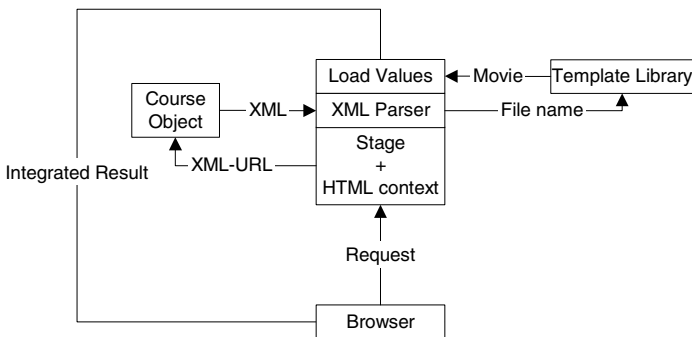 Load Values
Movie
Template Library
Course
Object
XML
XML Parser
File name
Stage
+
HTML context
XML-URL
Integrated Result
Request
Browser